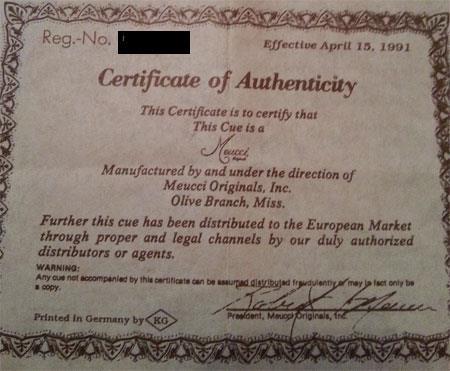 Reg.-No.
Effective April 15, 1991
Certificate of Authenticity
This Certificate is to certify that
This Cue is a
Meucci
Originals
Manufactured by and under the direction of
Meucci Originals, Inc.
Olive Branch, Miss.
Further this cue has been distributed to the European Market
through proper and legal channels by our duly authorized
distributors or agents.
WARNING:
Any cue not accompanied by this certificate can be assumed distributed fraudulently or may in fact only be
a copy.
Printed in Germany by KG
President, Meucci Originals, Inc.